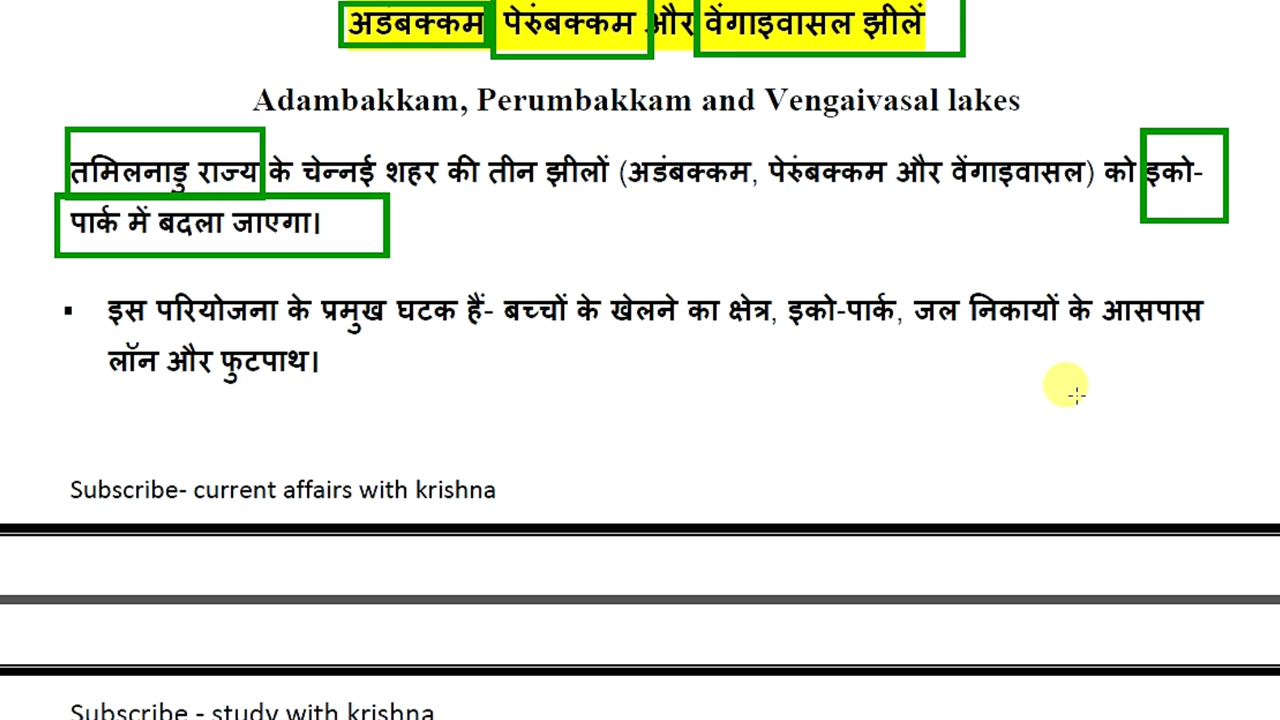 अडंबक्कम पेरुंबक्कम और वेंगाइवासल झीलें
Adambakkam, Perumbakkam and Vengaivasal lakes
तमिलनाडु राज्य के चेन्नई शहर की तीन झीलों (अडंबक्कम, पेरुंबक्कम और वेंगाइवासल) को इको-
पार्क में बदला जाएगा।
▪ इस परियोजना के प्रमुख घटक हैं- बच्चों के खेलने का क्षेत्र, इको-पार्क, जल निकायों के आसपास
लॉन और फुटपाथ।
Subscribe- current affairs with krishna
Subscribe - study with krishna